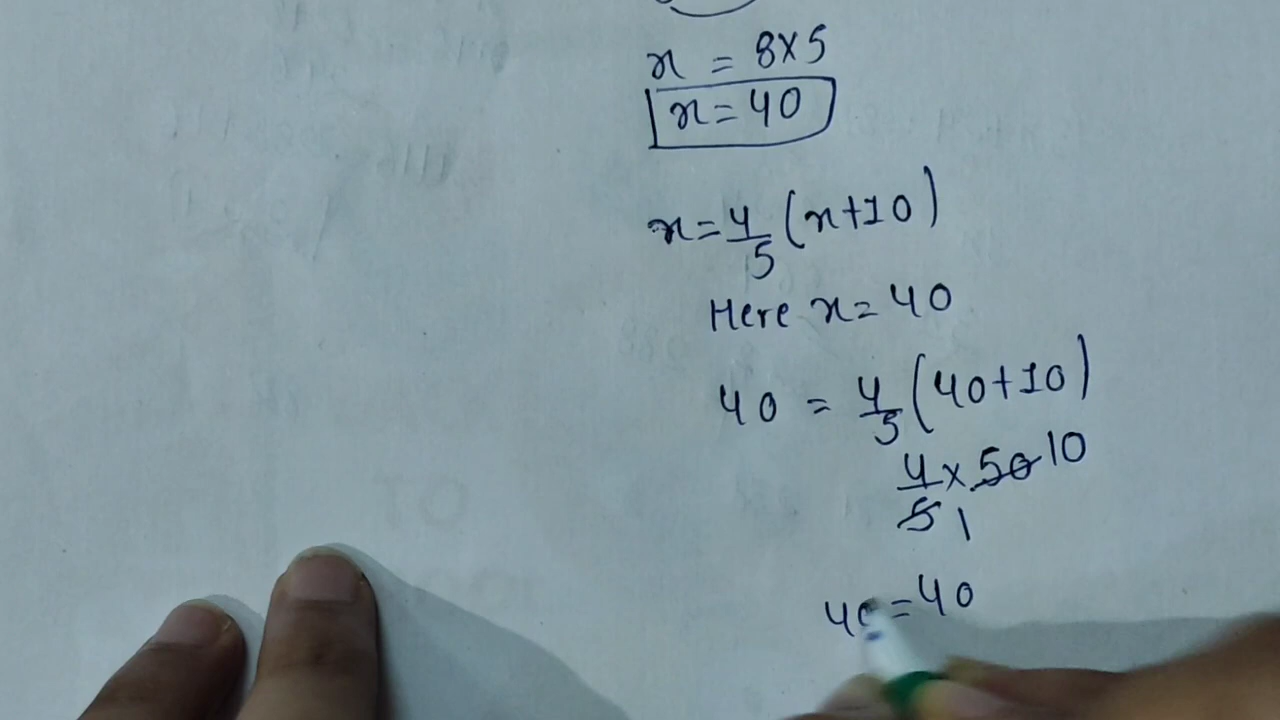 x = 8×5
x = 40
x = 4/5 (x+10)
Here x = 40
40 = 4/5 (40+10)
4/5 × 50 10
1
40 = 40